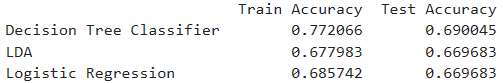 Train Accuracy Test Accuracy
Decision Tree Classifier 0.772066 0.690045
LDA 0.677983 0.669683
Logistic Regression 0.685742 0.669683